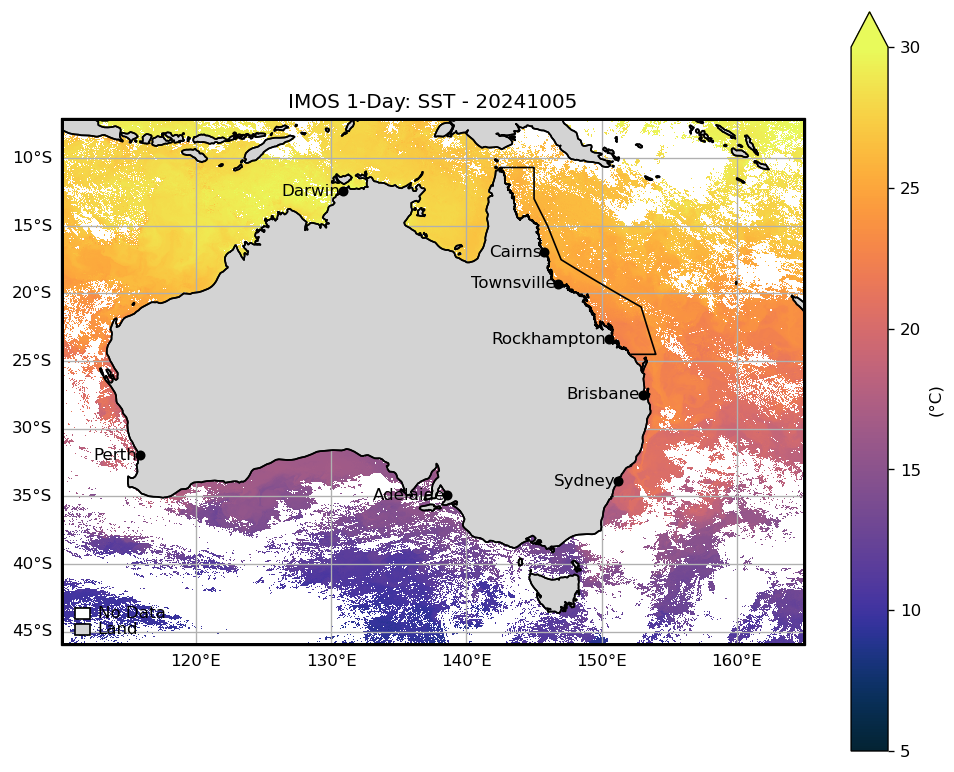 IMOS 1-Day: SST - 20241005
30
25
20
15
10
5
(°C)
10°S
15°S
20°S
25°S
30°S
35°S
40°S
45°S
Darwin
Cairns
Townsville
Rockhampton
Brisbane
Perth
Sydney
Adelaide
No Data
Land
120°E
130°E
140°E
150°E
160°E